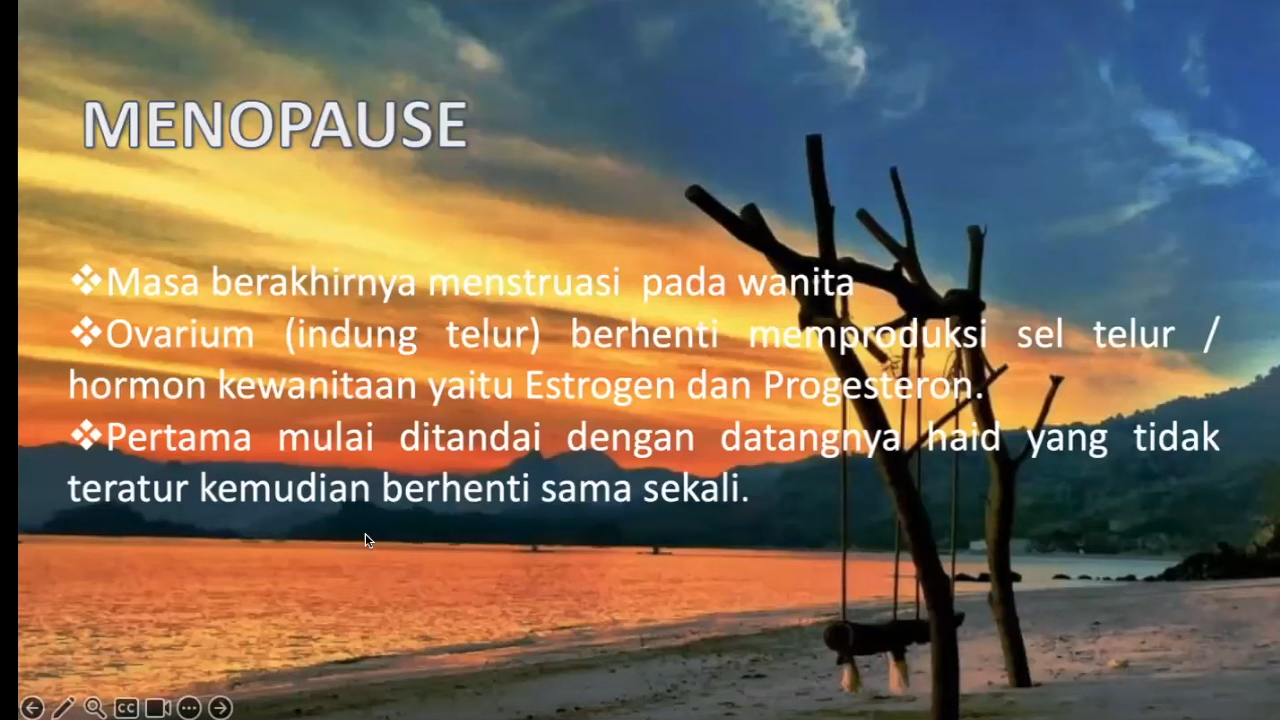 MENOPAUSE
❖Masa berakhirnya menstruasi pada wanita
❖Ovarium (indung telur) berhenti memproduksi sel telur /
hormon kewanitaan yaitu Estrogen dan Progesteron.
❖Pertama mulai ditandai dengan datangnya haid yang tidak
teratur kemudian berhenti sama sekali.
CC